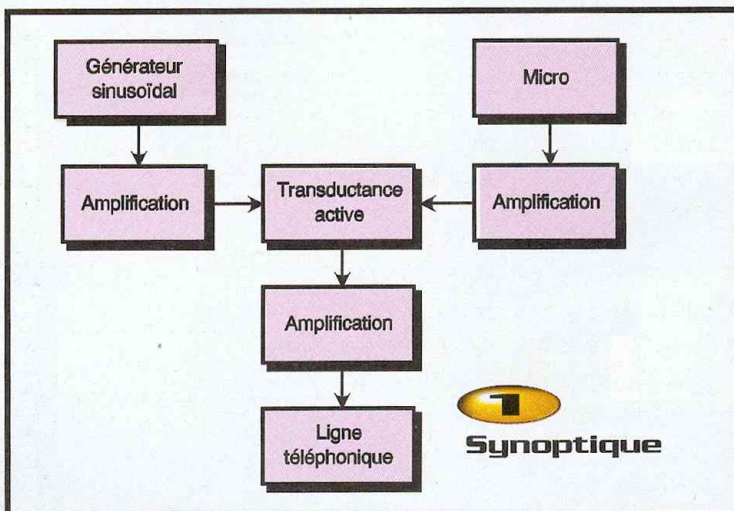 Générateur
sinusoïdal
Micro
Amplification
Transductance
active
Amplification
Amplification
Ligne
téléphonique
1
Synoptique